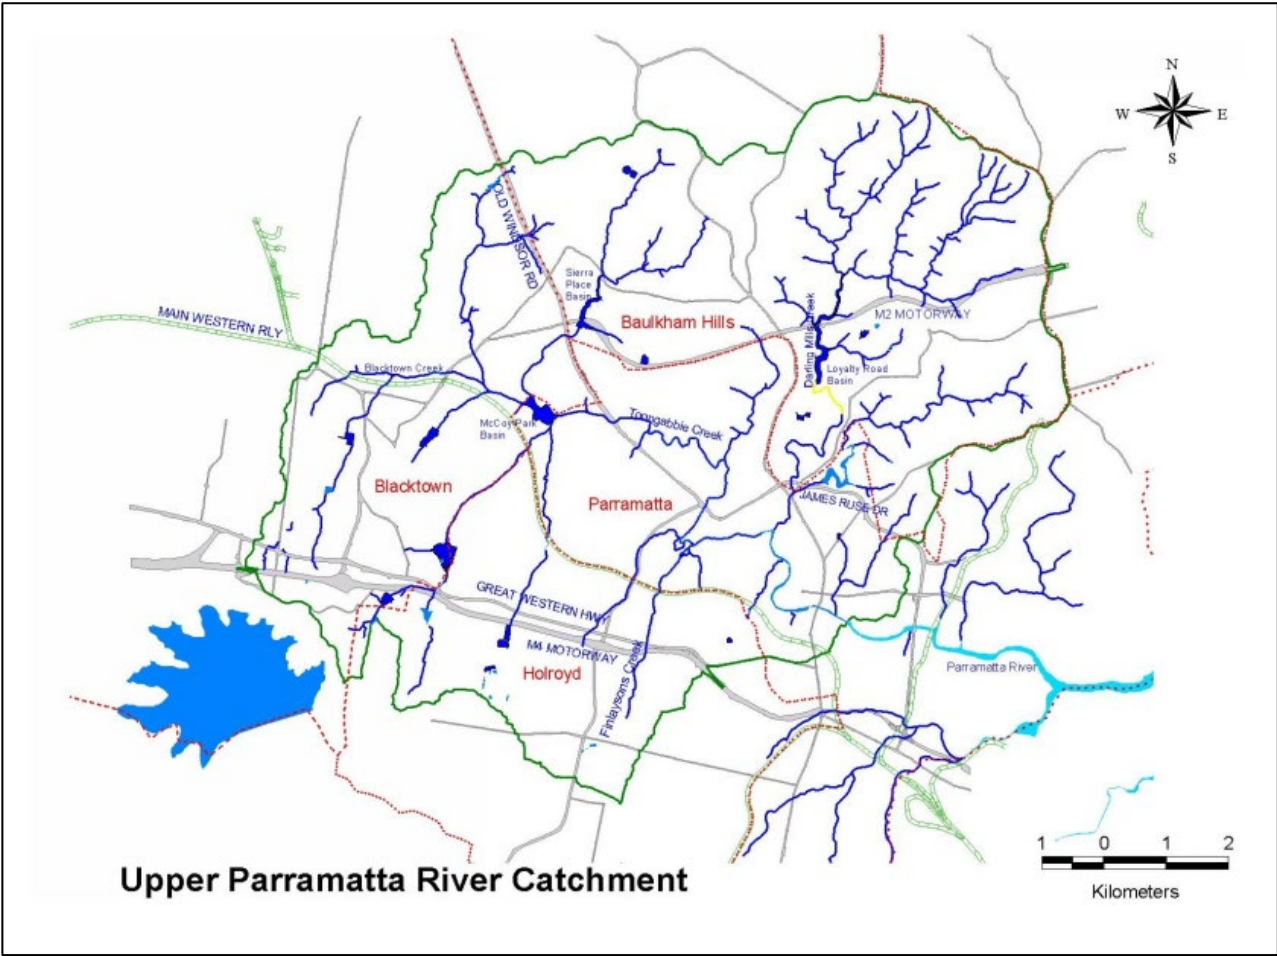 N
W
E
S
OLD WINDSOR RD
Sierra
Place
Basin
MAIN WESTERN RLY
Baulkham Hills
M2 MOTORWAY
Darling Mills Creek
Blacktown Creek
Loyalty Road
Basin
McCoy Park
Basin
Toongabbie Creek
Blacktown
Parramatta
JAMES RUSE DR
GREAT WESTERN HWY
M4 MOTORWAY
Holroyd
Finlaysons Creek
Parramatta River
1 0 1 2
Kilometers
Upper Parramatta River Catchment